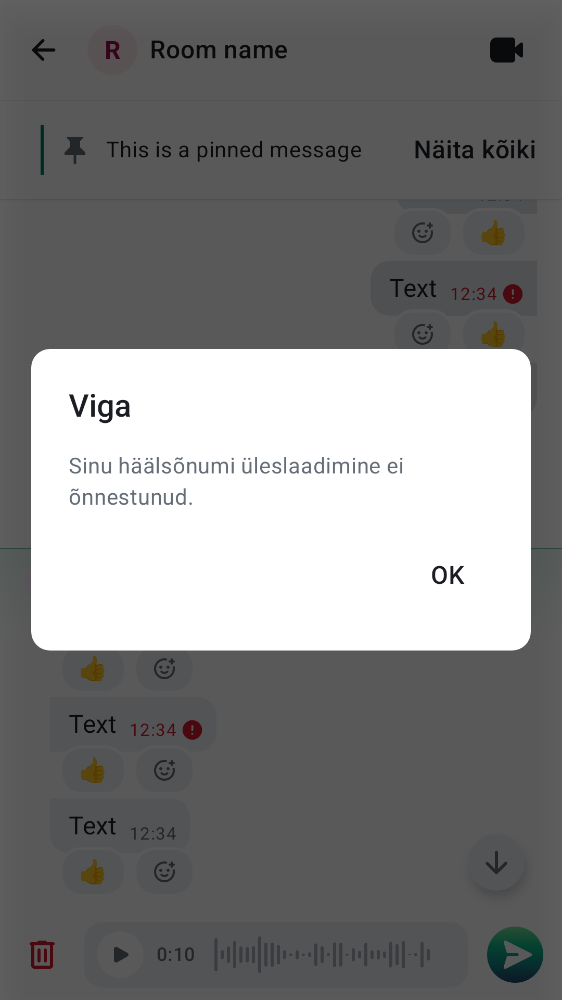 R Room name
This is a pinned message Näita kõiki
Text 12:34
Viga
Sinu häälsõnumi üleslaadimine ei
õnnestunud.
OK
Text 12:34
Text 12:34
0:10